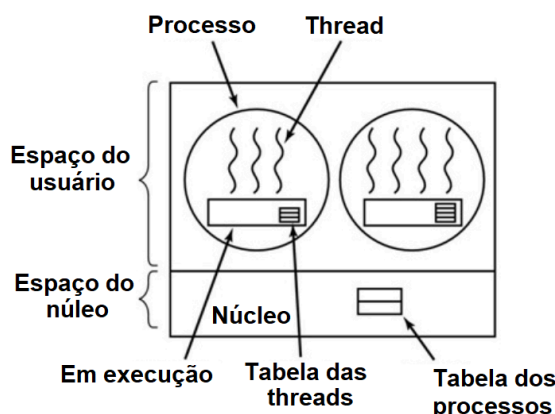 Processo
Thread
Espaço do
usuário
Espaço do
núleo
Núcleo
Em execução
Tabela das
threads
Tabela dos
processos